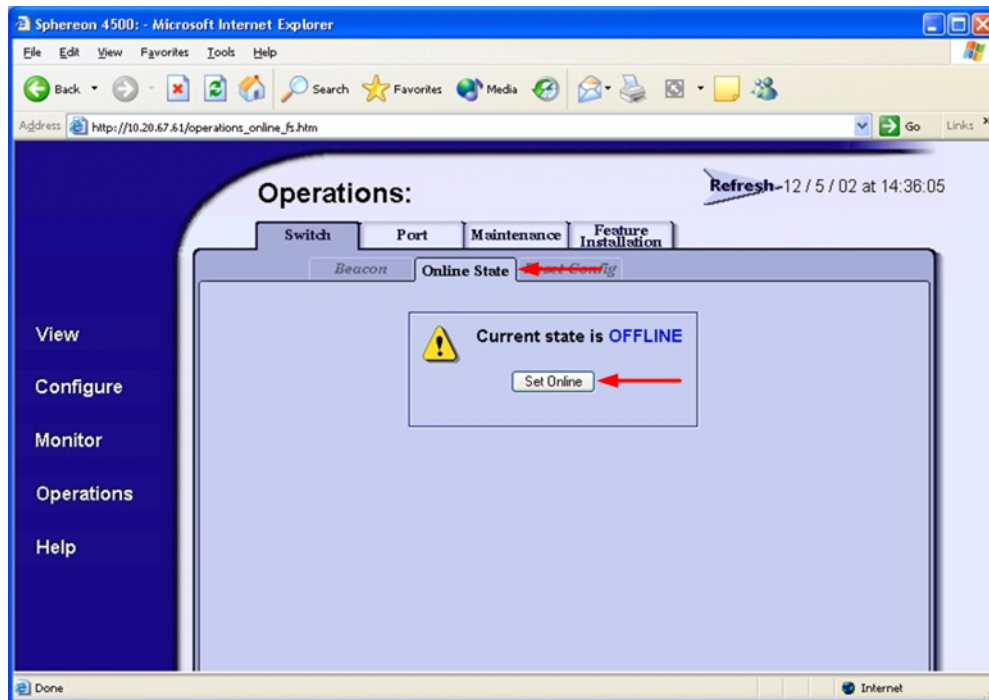 Sphereon 4500: - Microsoft Internet Explorer
File Edit View Favorites Tools Help
Back Search Favorites Media
Address http://10.20.67.61/operations_online_fs.htm Go Links »
Operations:
Refresh-12 / 5 / 02 at 14:36:05
Switch Port Maintenance Feature Installation
Beacon Online State Reset Config
View
Configure
Monitor
Operations
Help
Current state is OFFLINE
Set Online
Done Internet